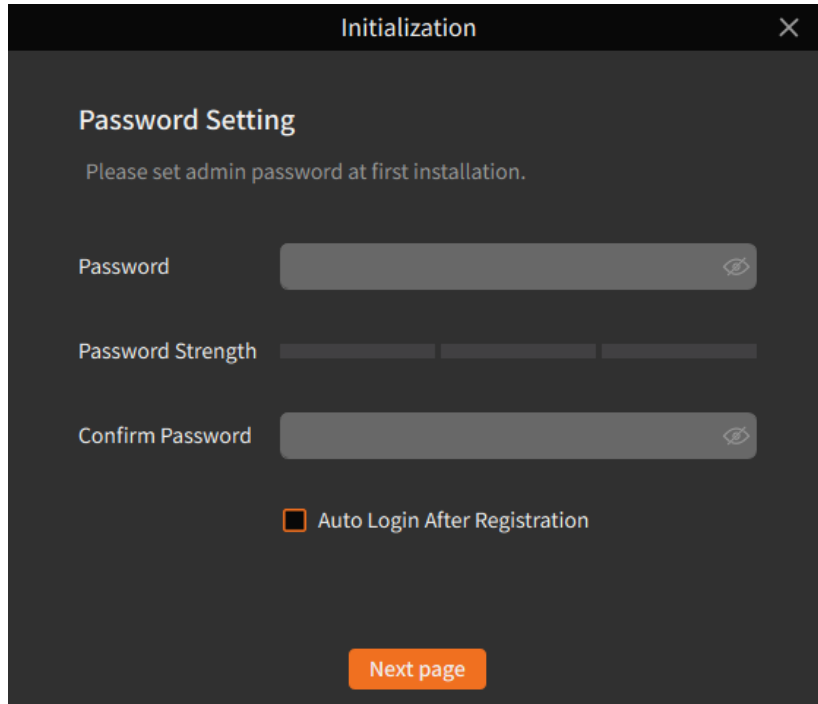 Initialization
Password Setting
Please set admin password at first installation.
Password
Password Strength
Confirm Password
Auto Login After Registration
Next page